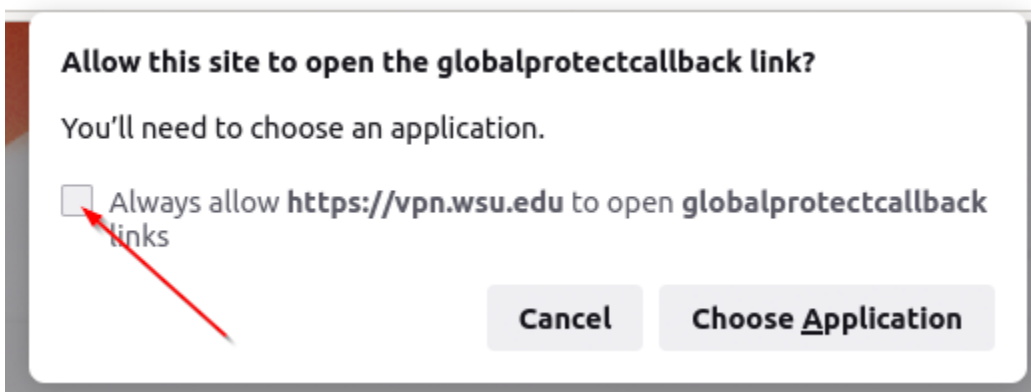 Allow this site to open the globalprotectcallback link?
You’ll need to choose an application.
Always allow https://vpn.wsu.edu to open globalprotectcallback
links
Cancel
Choose Application